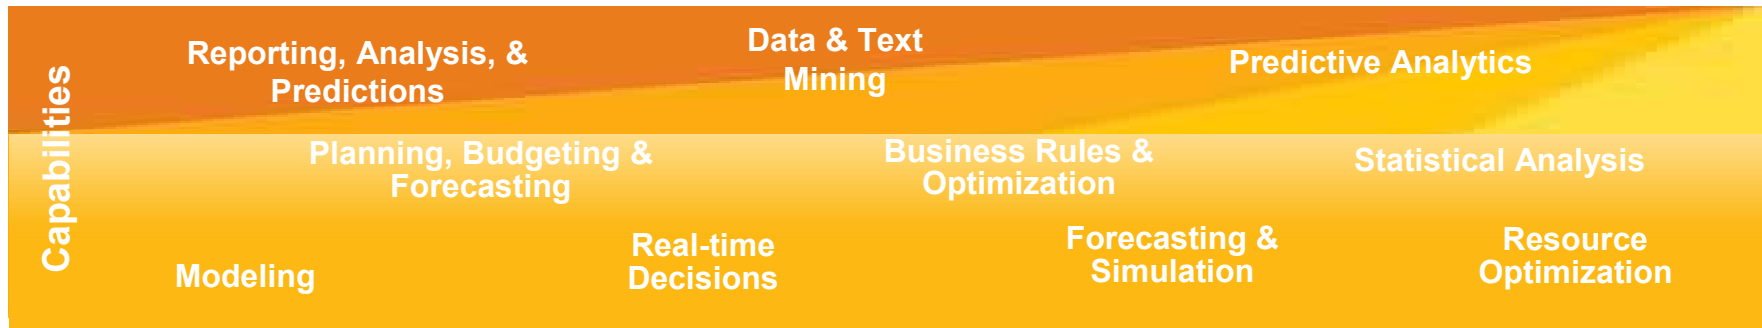 Capabilities
Reporting, Analysis, &
Predictions
Data & Text
Mining
Predictive Analytics
Planning, Budgeting &
Forecasting
Business Rules &
Optimization
Statistical Analysis
Modeling
Real-time
Decisions
Forecasting &
Simulation
Resource
Optimization